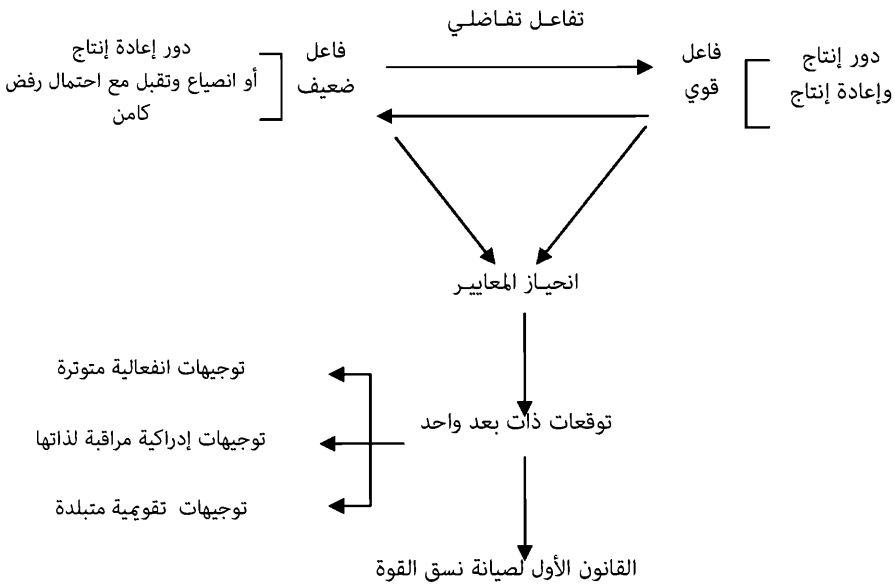 تفاعل تفاضلي
دور إنتاج
وإعادة إنتاج
فاعل
قوي
فاعل
ضعيف
دور إعادة إنتاج
أو انصياع وتقبل مع احتمال رفض
كامن
انحياز المعايير
توقعات ذات بعد واحد
توجيهات انفعالية متوترة
توجيهات إدراكية مراقبة لذاتها
توجيهات تقويمية متبلدة
القانون الأول لصيانة نسق القوة